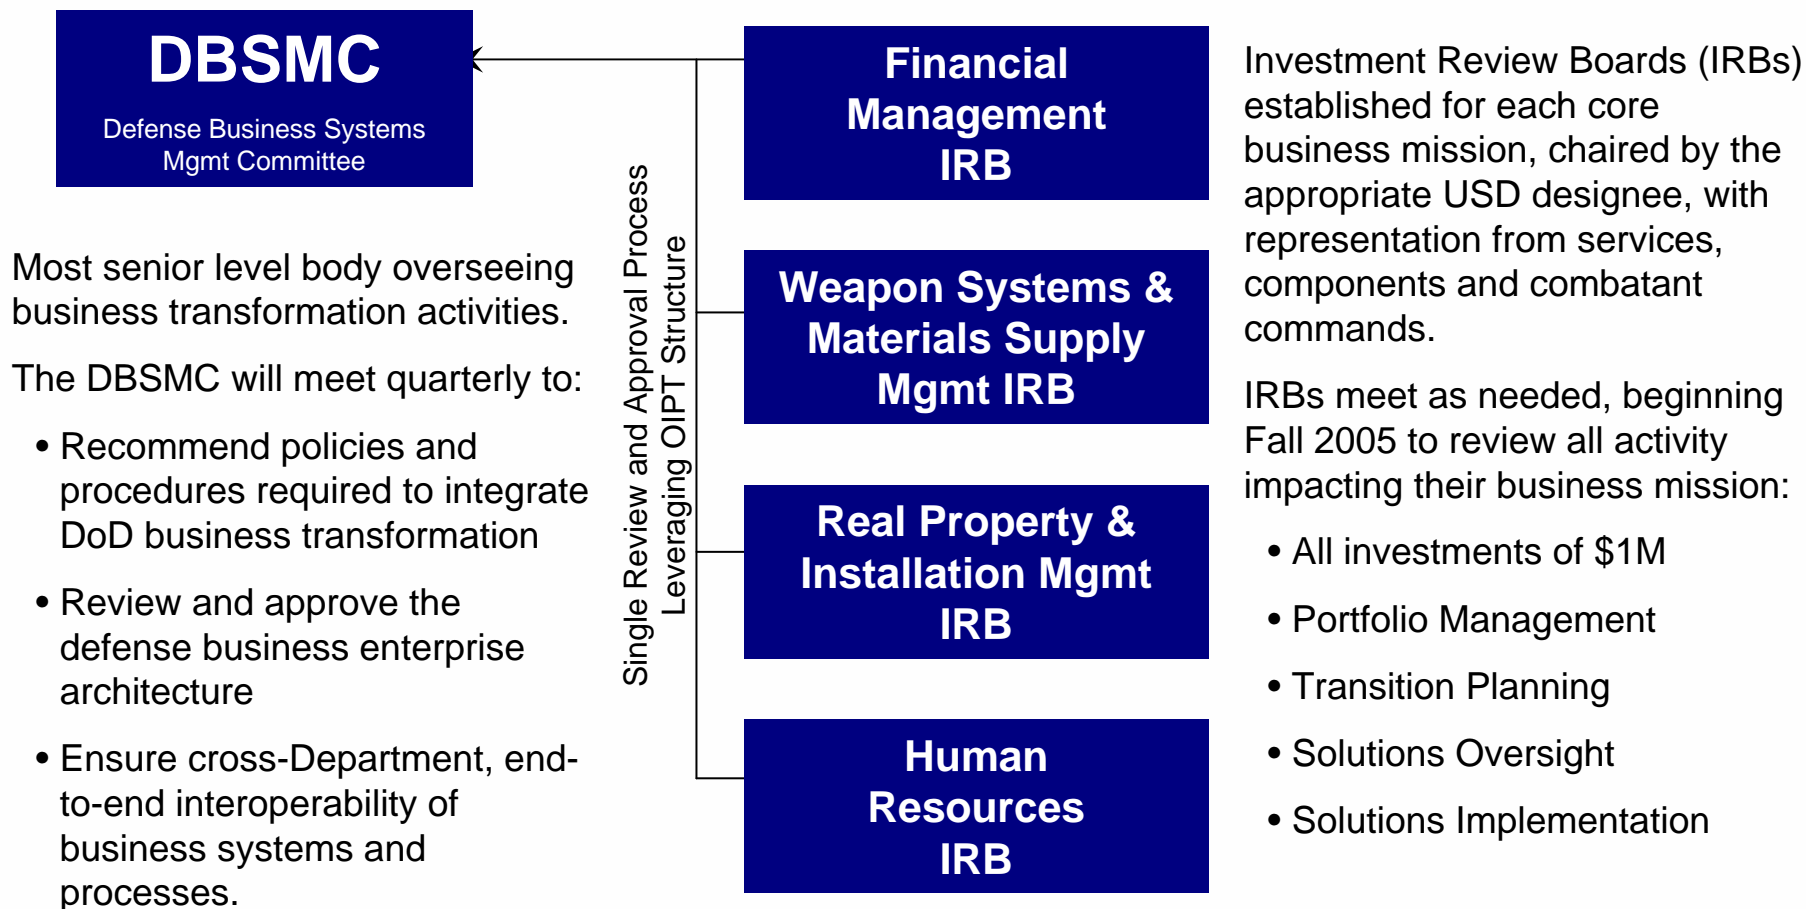 DBSMC
Defense Business Systems
Mgmt Committee
Most senior level body overseeing
business transformation activities.
The DBSMC will meet quarterly to:
• Recommend policies and
procedures required to integrate
DoD business transformation
• Review and approve the
defense business enterprise
architecture
• Ensure cross-Department, end-
to-end interoperability of
business systems and
processes.
Single Review and Approval Process
Leveraging OIPT Structure
Financial
Management
IRB
Weapon Systems &
Materials Supply
Mgmt IRB
Real Property &
Installation Mgmt
IRB
Human
Resources
IRB
Investment Review Boards (IRBs)
established for each core
business mission, chaired by the
appropriate USD designee, with
representation from services,
components and combatant
commands.
IRBs meet as needed, beginning
Fall 2005 to review all activity
impacting their business mission:
• All investments of $1M
• Portfolio Management
• Transition Planning
• Solutions Oversight
• Solutions Implementation